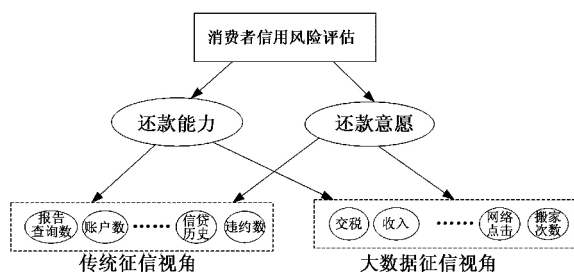 消费者信用风险评估
还款能力
还款意愿
报告
查询数
账户数
······
信贷
历史
违约数
交税
收入
······
网络
点击
搬家
次数
传统征信视角
大数据征信视角